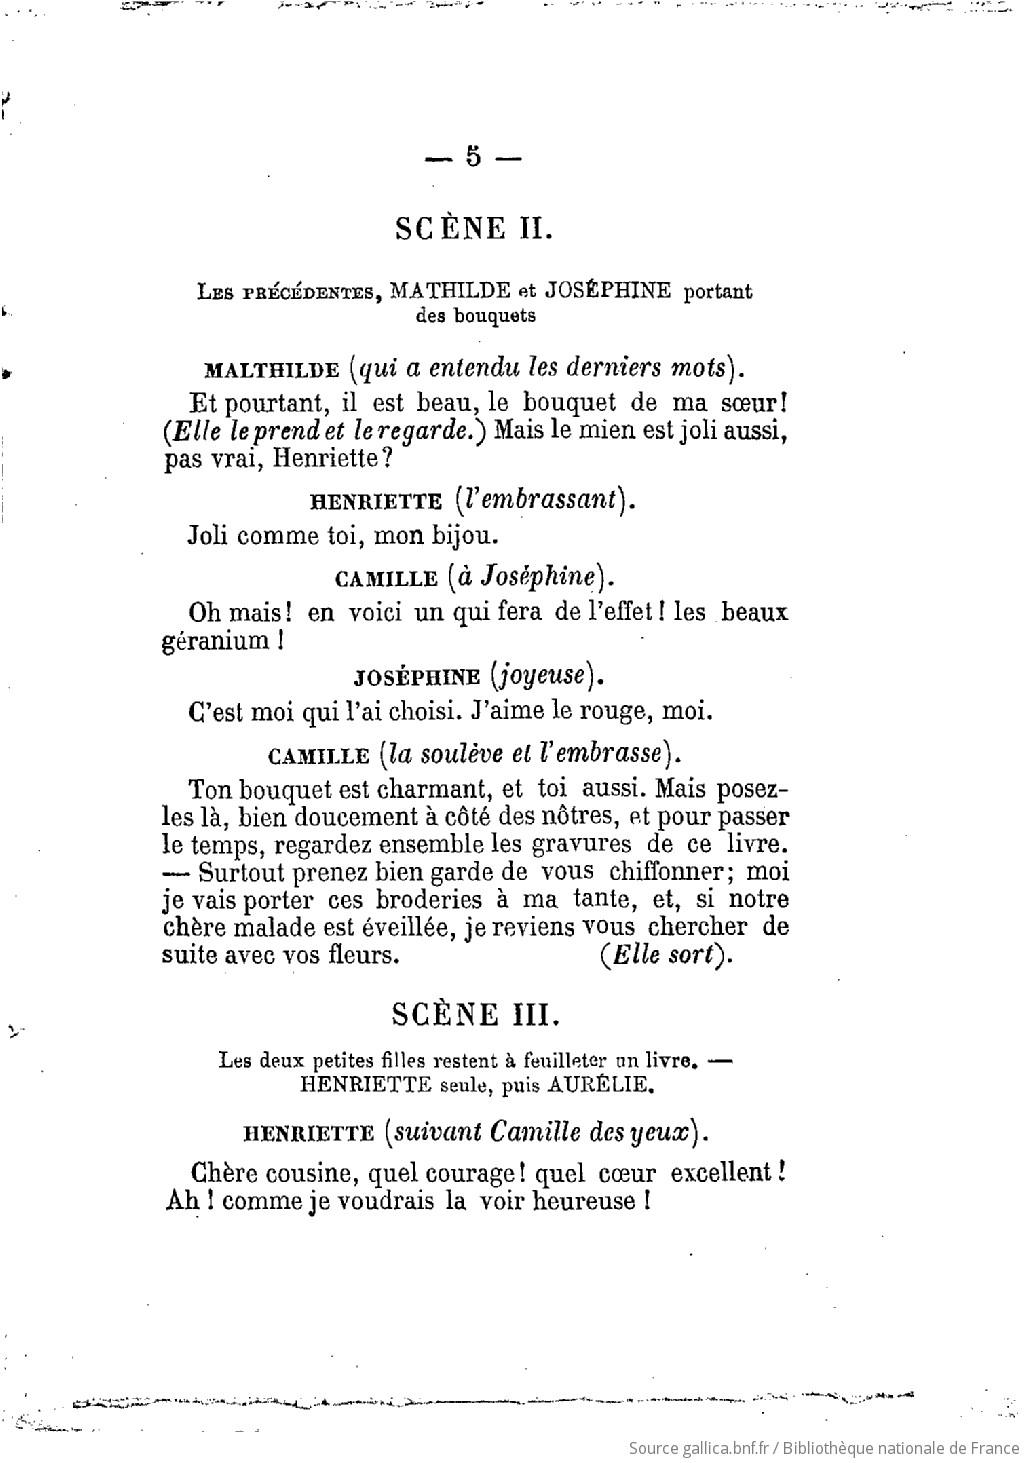 — 5 —
SCÈNE II.
LES PRÉCÉDENTES, MATHILDE et JOSÉPHINE portant
des bouquets
MALTHILDE (qui a entendu les derniers mots).
Et pourtant, il est beau, le bouquet de ma sœur!
(Elle le prend et le regarde.) Mais le mien est joli aussi,
pas vrai, Henriette?
HENRIETTE (l'embrassant).
Joli comme toi, mon bijou.
CAMILLE (à Joséphine).
Oh mais! en voici un qui fera de l'effet! les beaux
géranium!
JOSÉPHINE (joyeuse).
C'est moi qui l'ai choisi. J'aime le rouge, moi.
CAMILLE (la soulève et l'embrasse).
Ton bouquet est charmant, et toi aussi. Mais posez-
les là, bien doucement à côté des nôtres, et pour passer
le temps, regardez ensemble les gravures de ce livre.
— Surtout prenez bien garde de vous chiffonner; moi
je vais porter ces broderies à ma tante, et, si notre
chère malade est éveillée, je reviens vous chercher de
suite avec vos fleurs. (Elle sort).
SCÈNE III.
Les deux petites filles restent à feuilleter un livre. —
HENRIETTE seule, puis AURÉLIE.
HENRIETTE (suivant Camille des yeux).
Chère cousine, quel courage! quel cœur excellent!
Ah! comme je voudrais la voir heureuse!
Source gallica.bnf.fr / Bibliothèque nationale de France